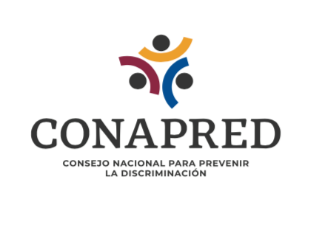 CONAPRED
CONSEJO NACIONAL PARA PREVENIR
LA DISCRIMINACIÓN